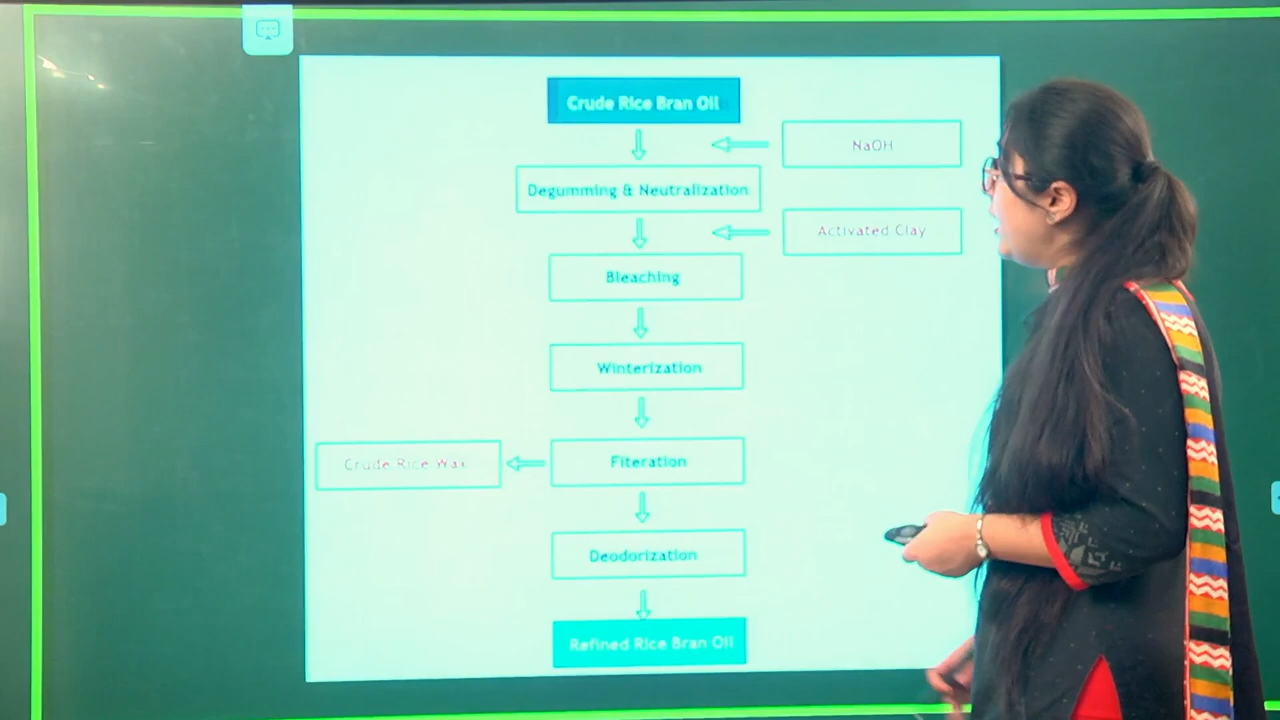 Crude Rice Bran Oil
NaOH
Degumming & Neutralization
Activated Clay
Bleaching
Winterization
Crude Rice Wax
Fiteration
Deodorization
Refined Rice Bran Oil